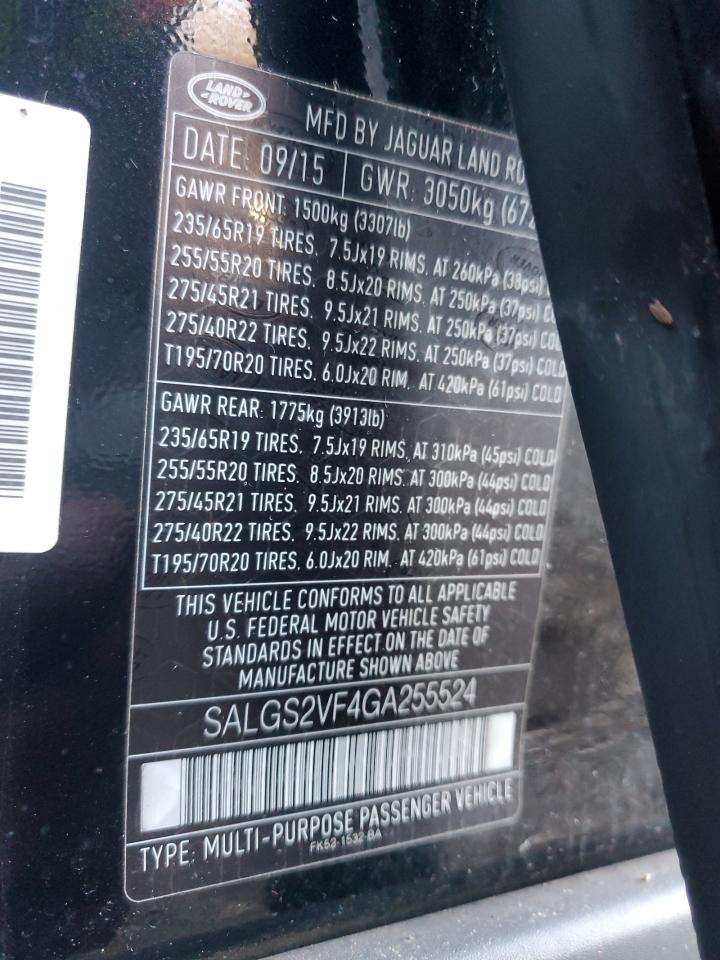 LAND ROVER
MFD BY JAGUAR LAND
DATE: 09/15 GWR: 3050kg
GAWR FRONT: 1500kg (3307lb)
235/65R19 TIRES, 7.5Jx19 RIMS, AT 260kPa (38psi)
255/55R20 TIRES, 8.5Jx20 RIMS, AT 250kPa (37psi)
275/45R21 TIRES, 9.5Jx21 RIMS, AT 250kPa (37psi)
275/40R22 TIRES, 9.5Jx22 RIMS, AT 250kPa (37psi) COLD
T195/70R20 TIRES, 6.0Jx20 RIM, AT 420kPa (61psi) COLD
GAWR REAR: 1775kg (3913lb)
235/65R19 TIRES, 7.5Jx19 RIMS, AT 310kPa (45psi) COLD
255/55R20 TIRES, 8.5Jx20 RIMS, AT 300kPa (44psi) COLD
275/45R21 TIRES, 9.5Jx21 RIMS, AT 300kPa (44psi) COLD
275/40R22 TIRES, 9.5Jx22 RIMS, AT 300kPa (44psi) COLD
T195/70R20 TIRES, 6.0Jx20 RIM, AT 420kPa (61psi) COLD
THIS VEHICLE CONFORMS TO ALL APPLICABLE
U.S. FEDERAL MOTOR VEHICLE SAFETY
STANDARDS IN EFFECT ON THE DATE OF
MANUFACTURE SHOWN ABOVE
SALGS2VF4GA255524
TYPE: MULTI-PURPOSE PASSENGER VEHICLE
FK52-1532-BA